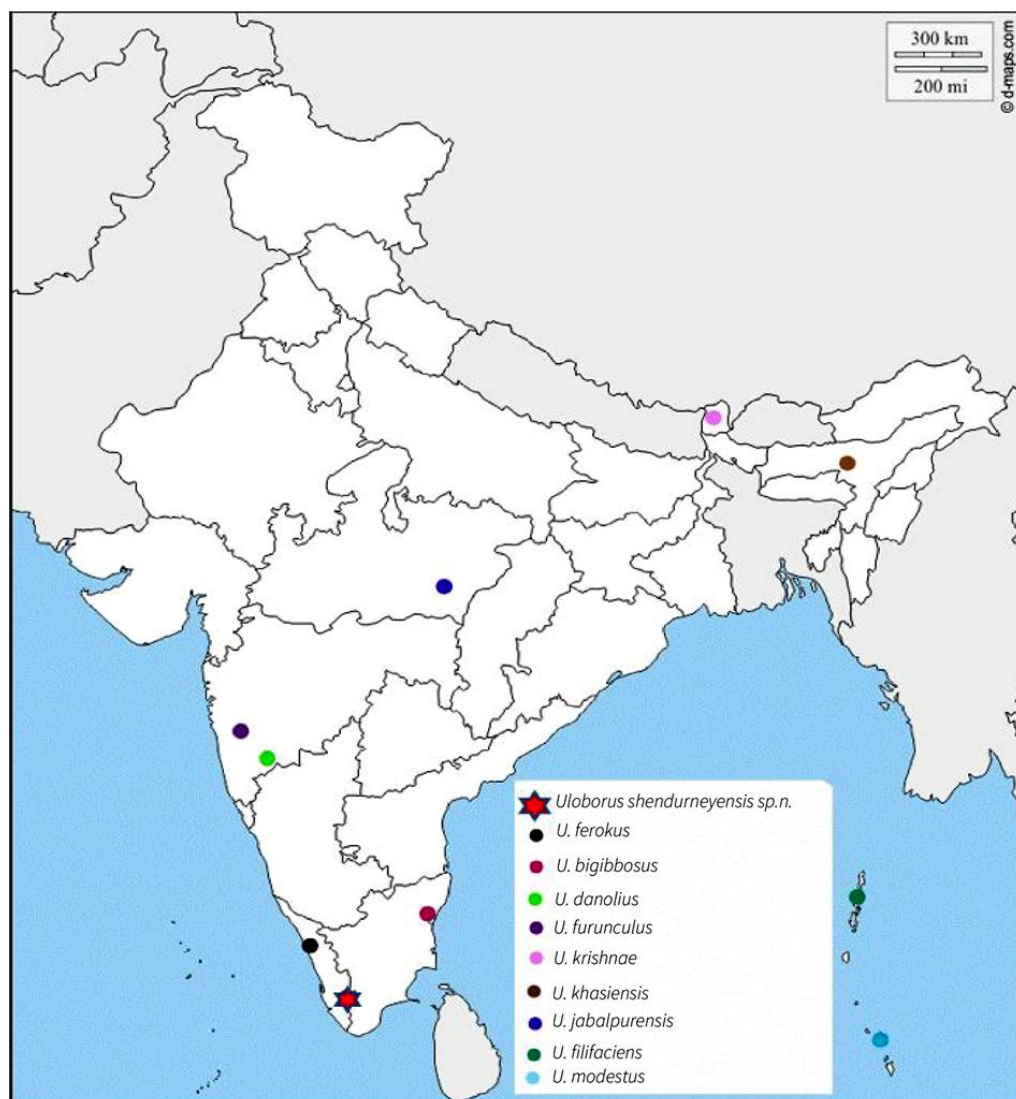 300 km
200 mi
© d-maps.com
Uloborus shendurneyensis sp.n.
U. ferokus
U. bigibbosus
U. danolius
U. furunculus
U. krishnae
U. khasiensis
U. jabalpurensis
U. filifaciens
U. modestus